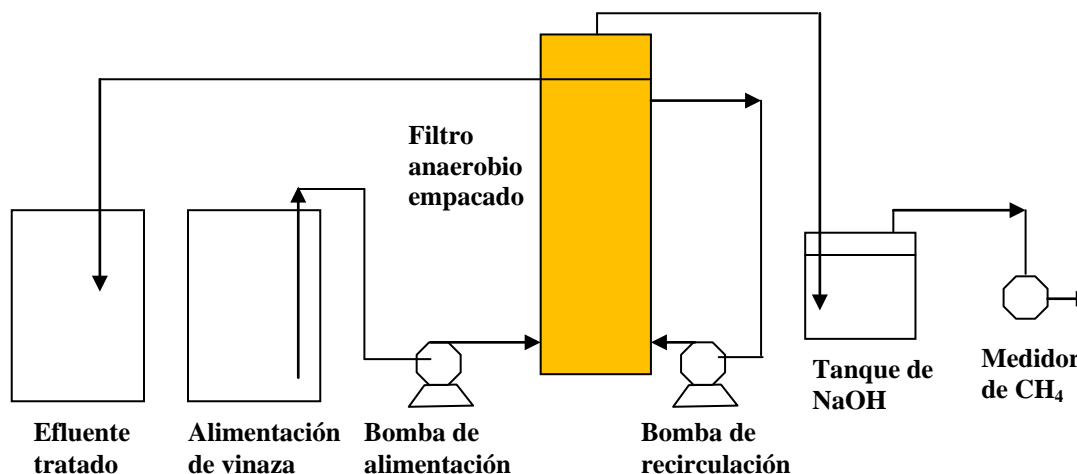 Filtro
anaerobio
empacado
Efluente
tratado
Alimentación
de vinaza
Bomba de
alimentación
Bomba de
recirculación
Tanque de
NaOH
Medidor
de CH₄